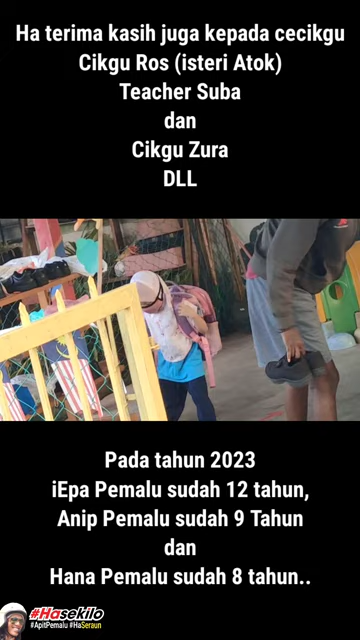 Ha terima kasih juga kepada cecikgu
Cikgu Ros (isteri Atok)
Teacher Suba
dan
Cikgu Zura
DLL
Pada tahun 2023
iEpa Pemalu sudah 12 tahun,
Anip Pemalu sudah 9 Tahun
dan
Hana Pemalu sudah 8 tahun..
#Hasekilo
#ApitPemalu #HaSeraun